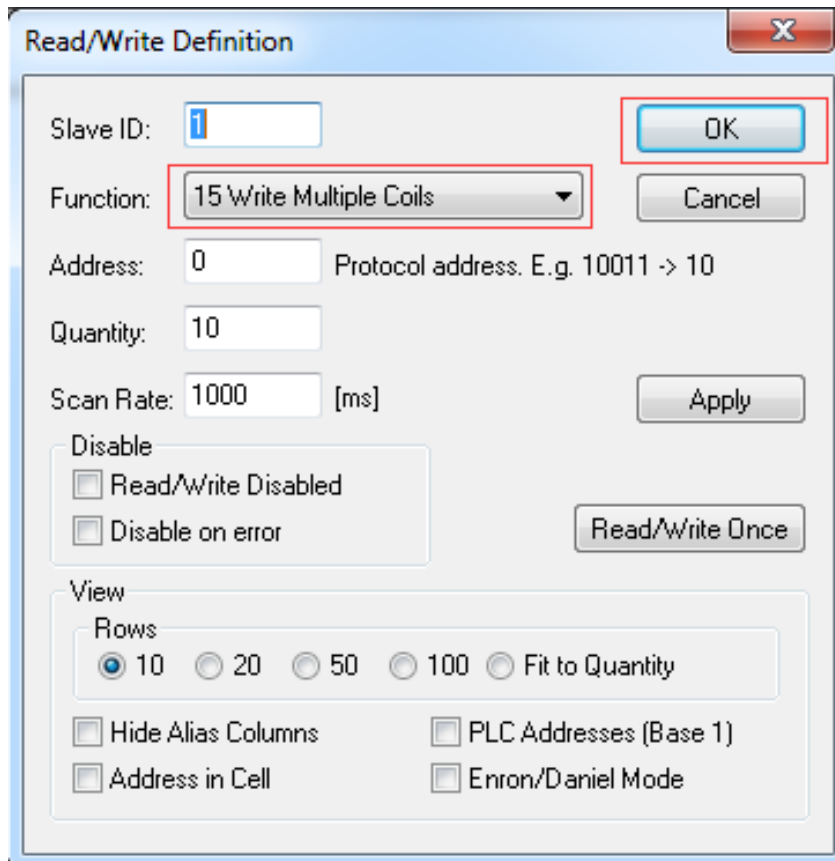 Read/Write Definition
Slave ID: 1 OK
Function: 15 Write Multiple Coils Cancel
Address: 0 Protocol address. E.g. 10011 -> 10
Quantity: 10
Scan Rate: 1000 [ms] Apply
Disable
Read/Write Disabled
Disable on error Read/Write Once
View
Rows
10 20 50 100 Fit to Quantity
Hide Alias Columns PLC Addresses (Base 1)
Address in Cell Enron/Daniel Mode